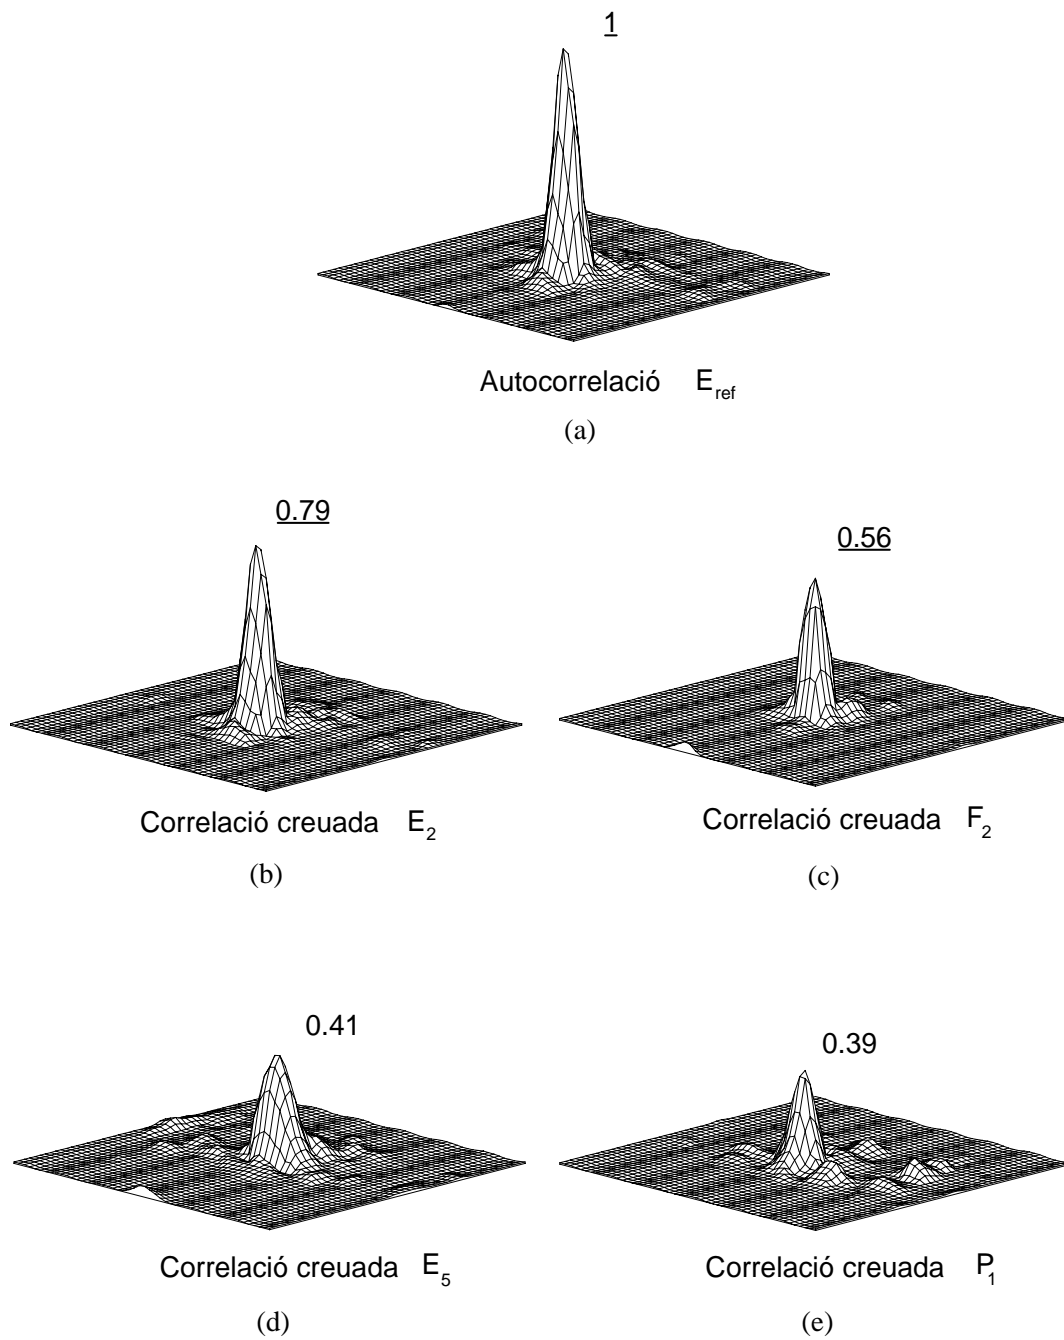 1
Autocorrelació E_ref
(a)
0.79
0.56
Correlació creuada E_2
Correlació creuada F_2
(b)
(c)
0.41
0.39
Correlació creuada E_5
Correlació creuada P_1
(d)
(e)